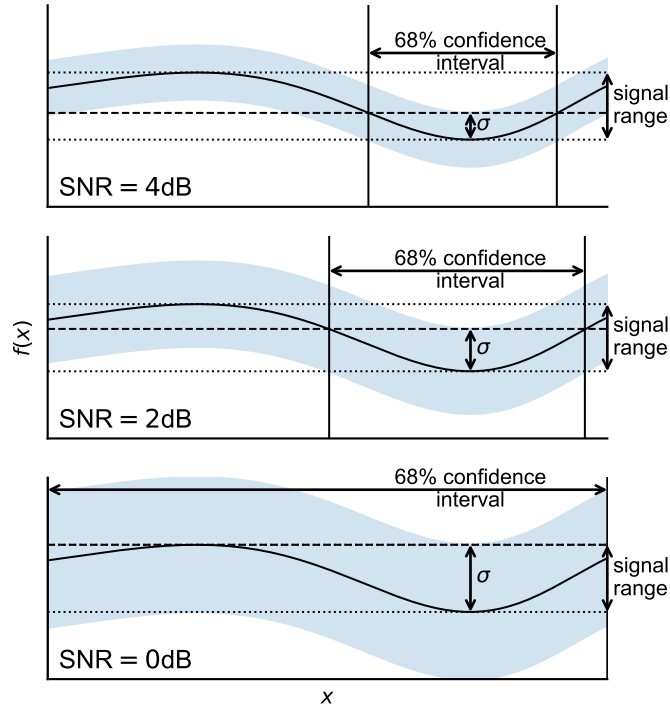 68% confidence
interval
σ
signal
range
SNR = 4dB
68% confidence
interval
f(x)
σ
signal
range
SNR = 2dB
68% confidence
interval
σ
signal
range
SNR = 0dB
x